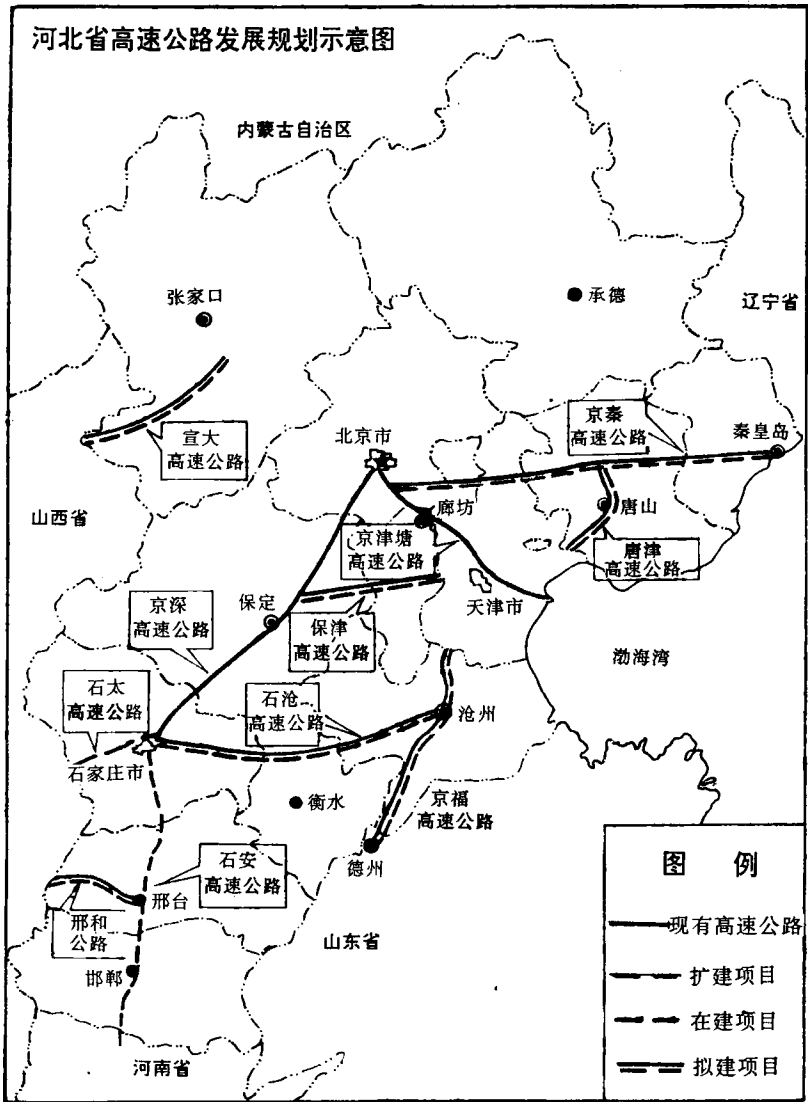 河北省高速公路发展规划示意图
内蒙古自治区
张家口
承德
辽宁省
京秦
高速公路
秦皇岛
宣大
高速公路
北京市
山西省
廊坊
唐山
京津塘
高速公路
唐津
高速公路
天津市
保定
京深
高速公路
保津
高速公路
渤海湾
石太
高速公路
石沧
高速公路
沧州
石家庄市
衡水
京福
高速公路
德州
石安
高速公路
邢台
邢和
公路
山东省
邯郸
河南省
图 例
现有高速公路
扩建项目
在建项目
拟建项目